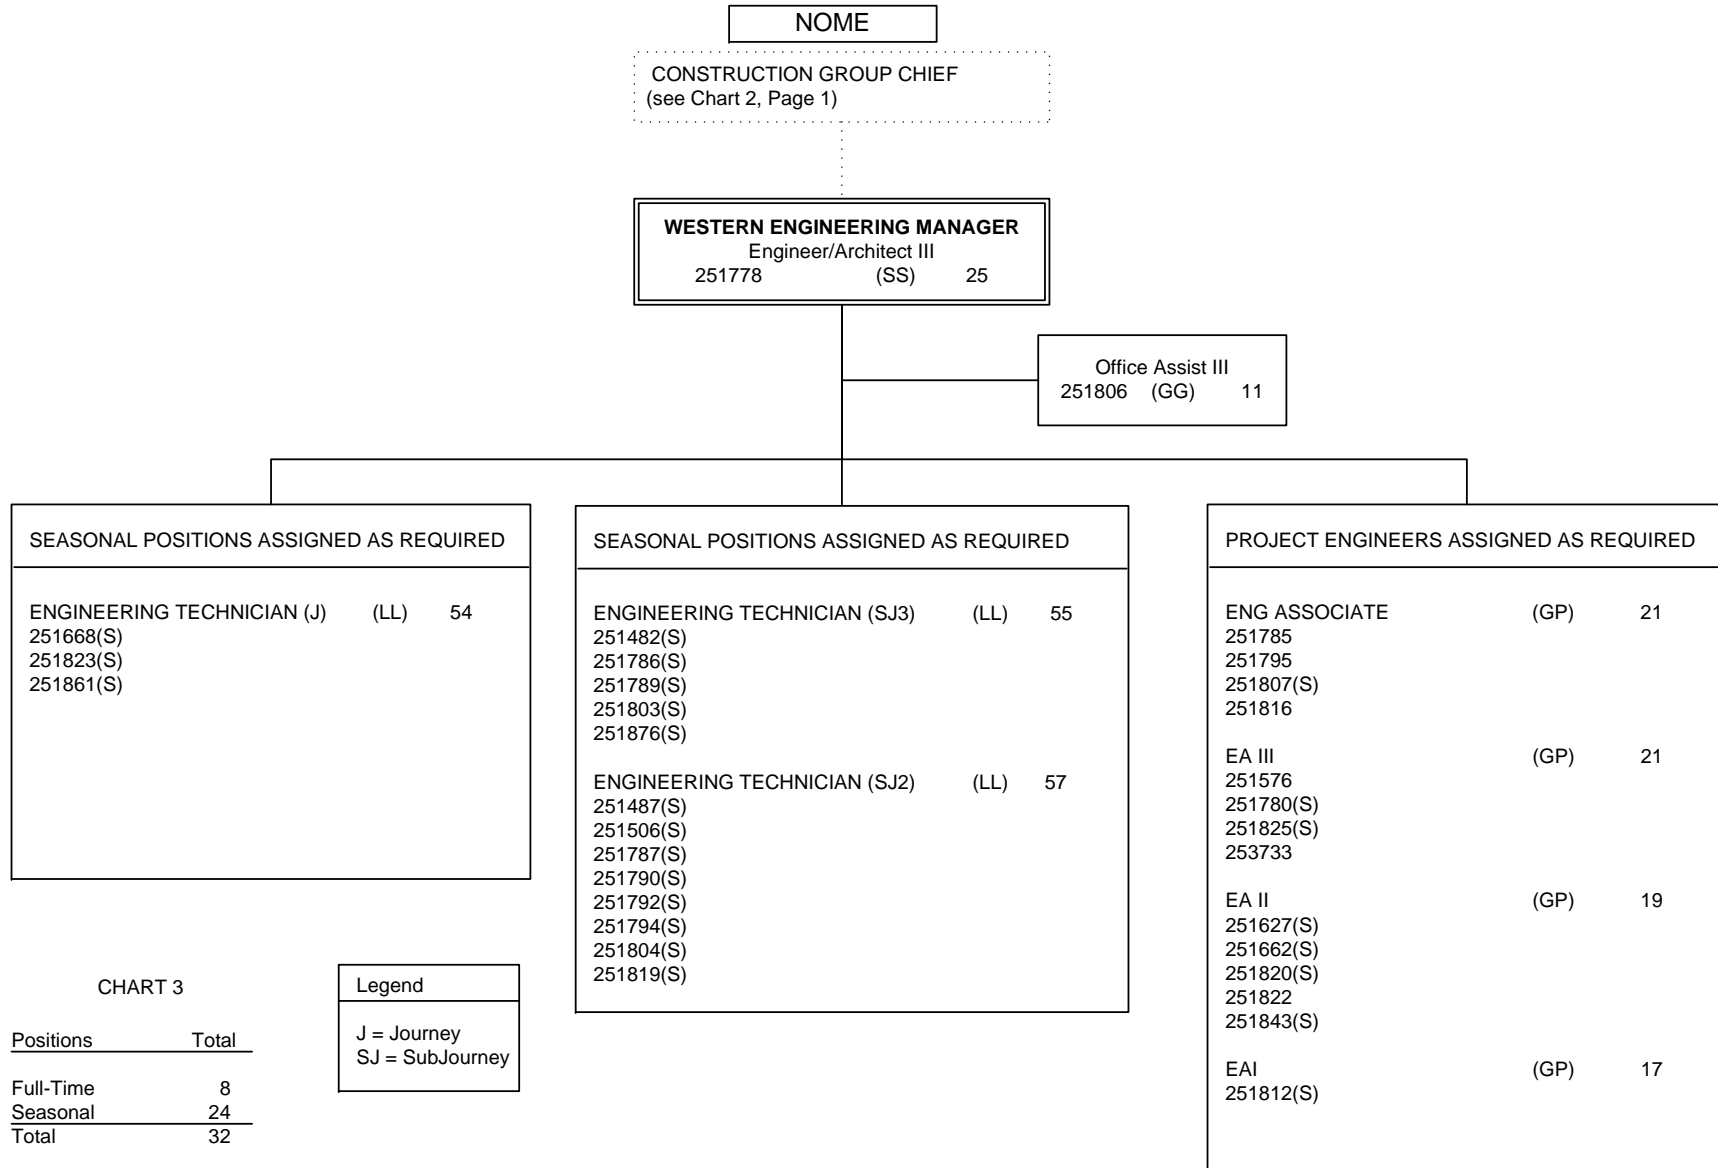 NOME
CONSTRUCTION GROUP CHIEF
(see Chart 2, Page 1)
WESTERN ENGINEERING MANAGER
Engineer/Architect III
251778 (SS) 25
Office Assist III
251806 (GG) 11
SEASONAL POSITIONS ASSIGNED AS REQUIRED
ENGINEERING TECHNICIAN (J) (LL) 54
251668(S)
251823(S)
251861(S)
SEASONAL POSITIONS ASSIGNED AS REQUIRED
ENGINEERING TECHNICIAN (SJ3) (LL) 55
251482(S)
251786(S)
251789(S)
251803(S)
251876(S)
ENGINEERING TECHNICIAN (SJ2) (LL) 57
251487(S)
251506(S)
251787(S)
251790(S)
251792(S)
251794(S)
251804(S)
251819(S)
PROJECT ENGINEERS ASSIGNED AS REQUIRED
ENG ASSOCIATE (GP) 21
251785
251795
251807(S)
251816
EA III (GP) 21
251576
251780(S)
251825(S)
253733
EA II (GP) 19
251627(S)
251662(S)
251820(S)
251822
251843(S)
EAI (GP) 17
251812(S)
CHART 3
Positions Total
Full-Time 8
Seasonal 24
Total 32
Legend
J = Journey
SJ = SubJourney